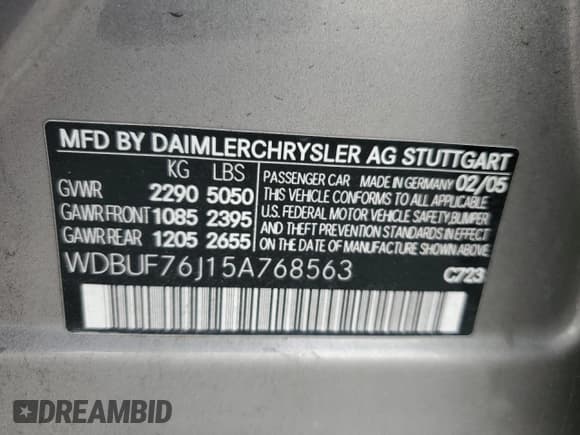 MFD BY DAIMLERCHRYSLER AG STUTTGART
KG LBS
GVWR 2290 5050
GAWR FRONT 1085 2395
GAWR REAR 1205 2655
PASSENGER CAR MADE IN GERMANY 02/05
THIS VEHICLE CONFORMS TO ALL APPLICABLE
U.S. FEDERAL MOTOR VEHICLE SAFETY,BUMPER,
AND THEFT PREVENTION STANDARDS IN EFFECT
ON THE DATE OF MANUFACTURE SHOWN ABOVE.
WDBUF76J15A768563
C723
DREAMBID